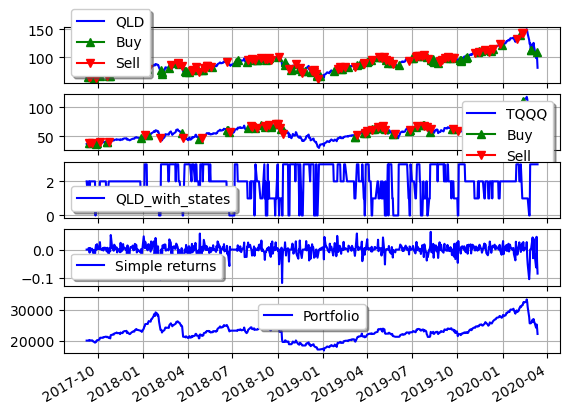 150
100
QLD
Buy
Sell
100
50
TQQQ
Buy
Sell
2
0
QLD_with_states
0.0
−0.1
Simple returns
30000
20000
Portfolio
2017-10
2018-01
2018-04
2018-07
2018-10
2019-01
2019-04
2019-07
2019-10
2020-01
2020-04